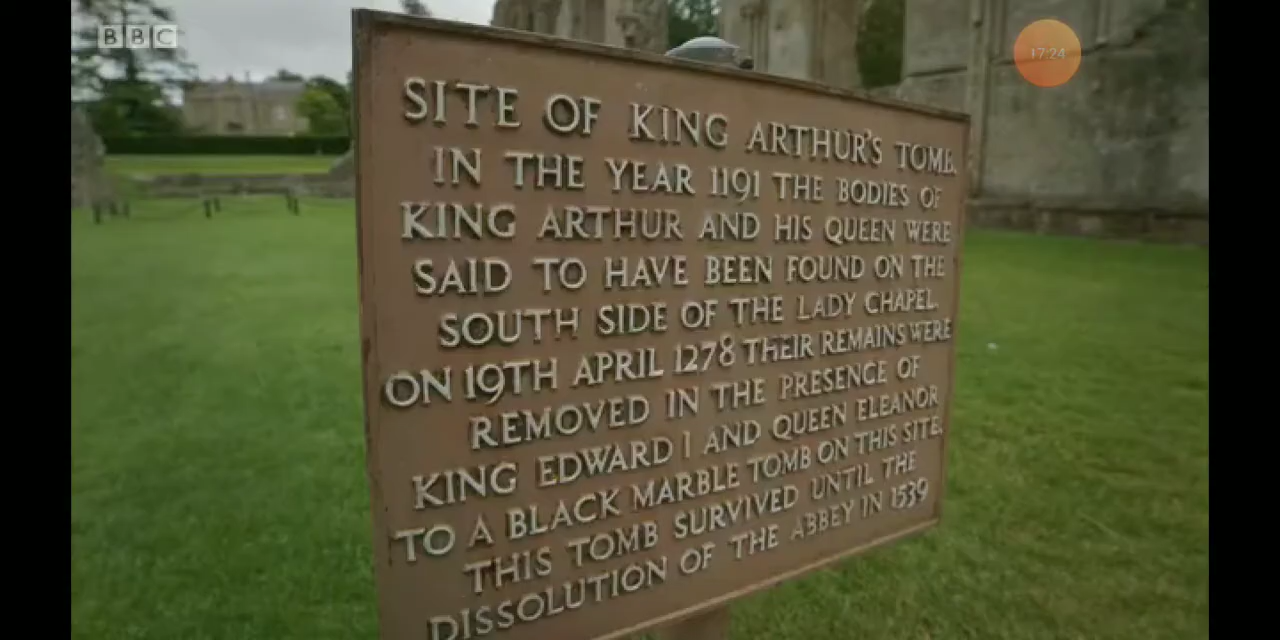 BBC
17:24
SITE OF KING ARTHUR'S TOMB.
IN THE YEAR 1191 THE BODIES OF
KING ARTHUR AND HIS QUEEN WERE
SAID TO HAVE BEEN FOUND ON THE
SOUTH SIDE OF THE LADY CHAPEL.
ON 19TH APRIL 1278 THEIR REMAINS WERE
REMOVED IN THE PRESENCE OF
KING EDWARD I AND QUEEN ELEANOR
TO A BLACK MARBLE TOMB ON THIS SITE.
THIS TOMB SURVIVED UNTIL THE
DISSOLUTION OF THE ABBEY IN 1539